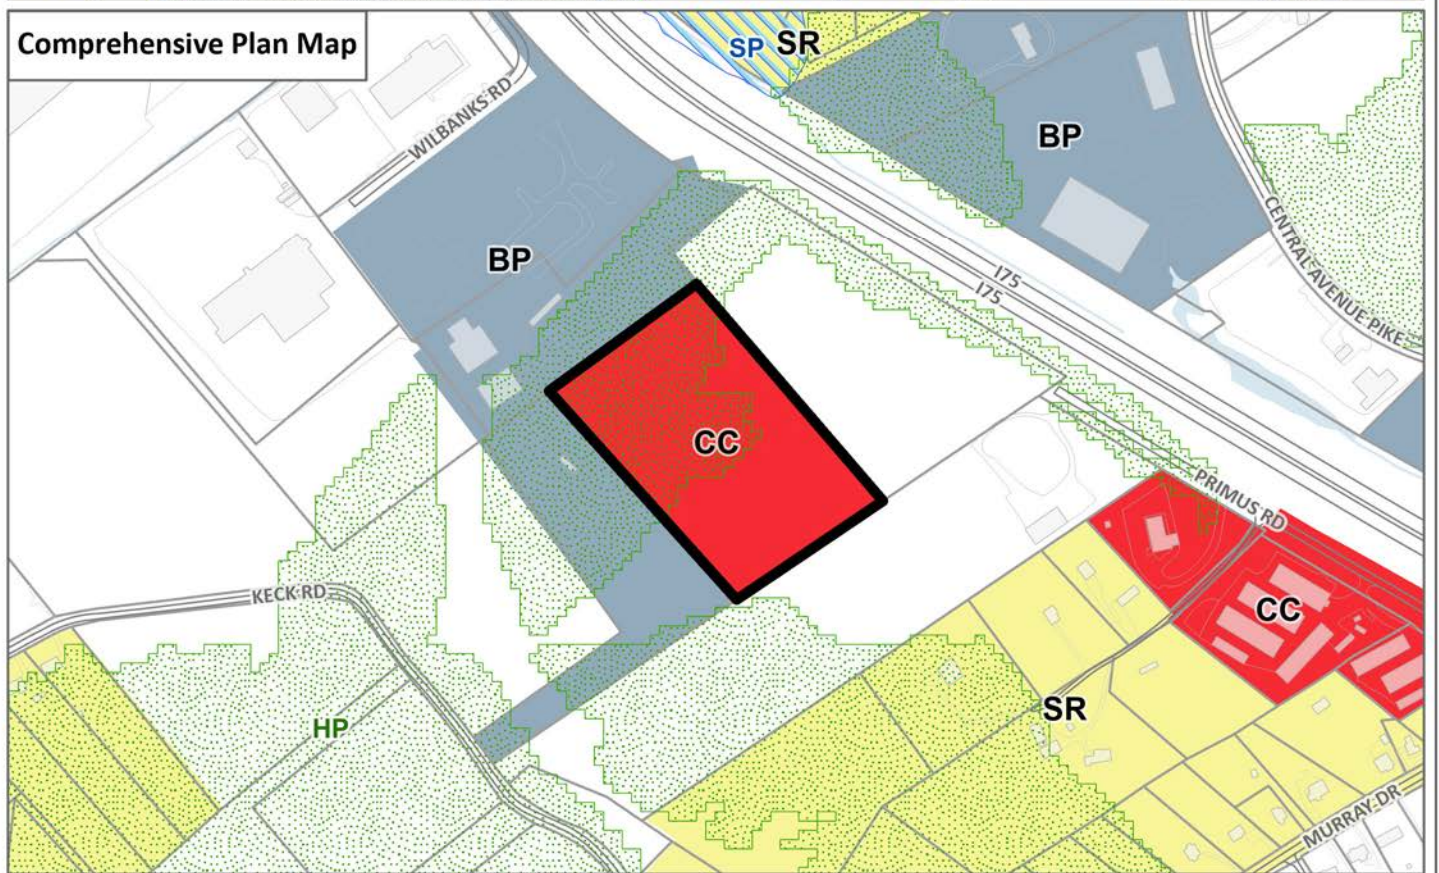 Comprehensive Plan Map
SP SR
WILBANKS RD
BP
BP
CENTRAL AVENUE PIKE
I75
I75
CC
PRIMUS RD
KECK RD
CC
SR
HP
MURRAY DR